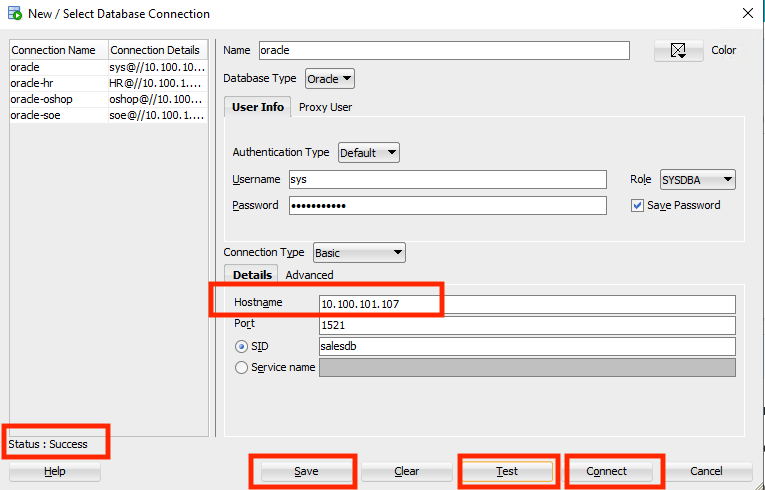 New / Select Database Connection
Connection Name Connection Details
oracle sys@//10.100.10...
oracle-hr HR@//10.100.1....
oracle-oshop oshop@//10.100...
oracle-soe soe@//10.100.1....
Name oracle Color
Database Type Oracle
User Info Proxy User
Authentication Type Default
Username sys Role SYSDBA
Password ••••••••••• Save Password
Connection Type Basic
Details Advanced
Hostname 10.100.101.107
Port 1521
SID salesdb
Service name
Status : Success
Help Save Clear Test Connect Cancel